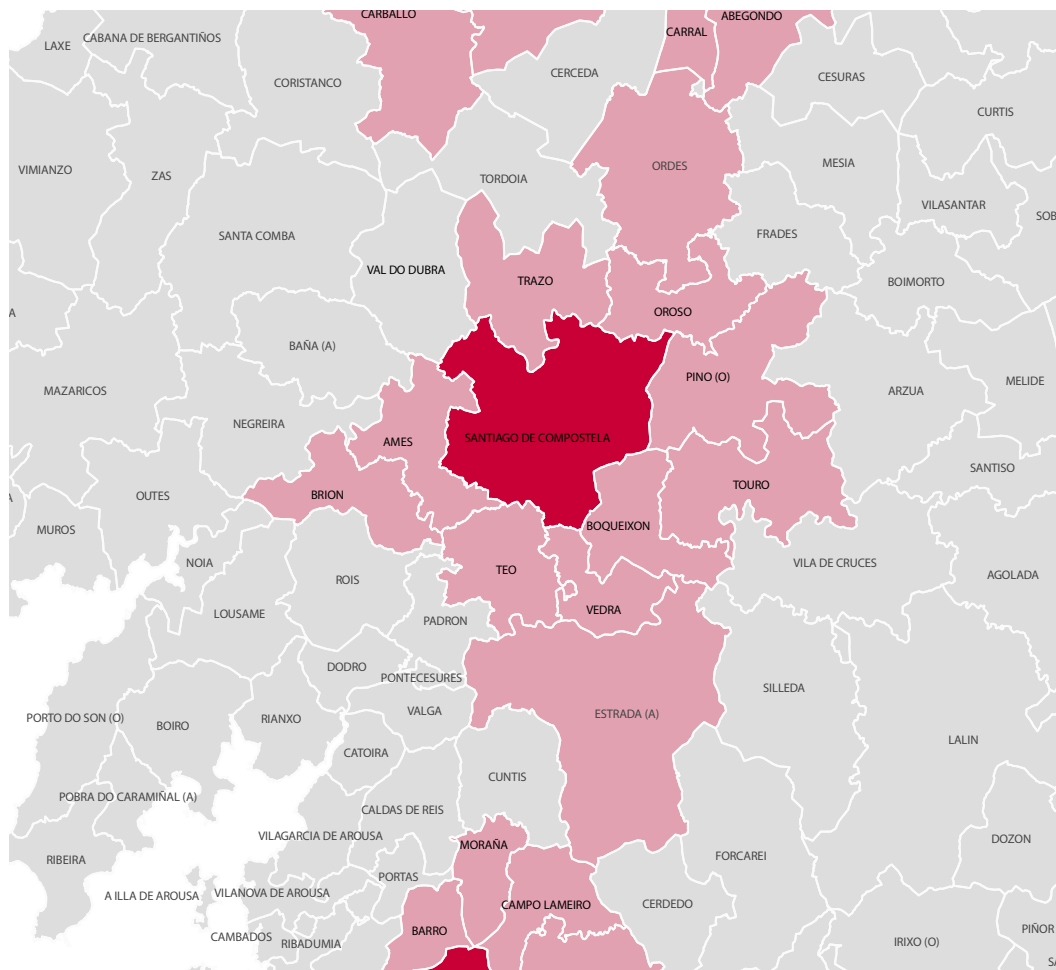 CARBALLO
ABEGONDO
LAXE
CABANA DE BERGANTIÑOS
CARRAL
CORISTANCO
CERCEDA
CESURAS
CURTIS
VIMIANZO
ZAS
TORDOIA
ORDES
MESIA
VILASANTAR
SOB
SANTA COMBA
FRADES
VAL DO DUBRA
TRAZO
BOIMORTO
A
OROSO
BAÑA (A)
MAZARICOS
PINO (O)
ARZUA
MELIDE
NEGREIRA
AMES
SANTIAGO DE COMPOSTELA
SANTISO
A
OUTES
BRION
TOURO
MUROS
BOQUEIXON
NOIA
ROIS
TEO
VILA DE CRUCES
AGOLADA
LOUSAME
PADRON
VEDRA
DODRO
PONTECESURES
SILLEDA
PORTO DO SON (O)
BOIRO
RIANXO
VALGA
ESTRADA (A)
LALIN
CATOIRA
CUNTIS
POBRA DO CARAMIÑAL (A)
CALDAS DE REIS
VILAGARCIA DE AROUSA
MORAÑA
DOZON
RIBEIRA
FORCAREI
PORTAS
A ILLA DE AROUSA
VILANOVA DE AROUSA
CAMPO LAMEIRO
CERDEDO
CAMBADOS
RIBADUMIA
BARRO
IRIXO (O)
PIÑOR
SA